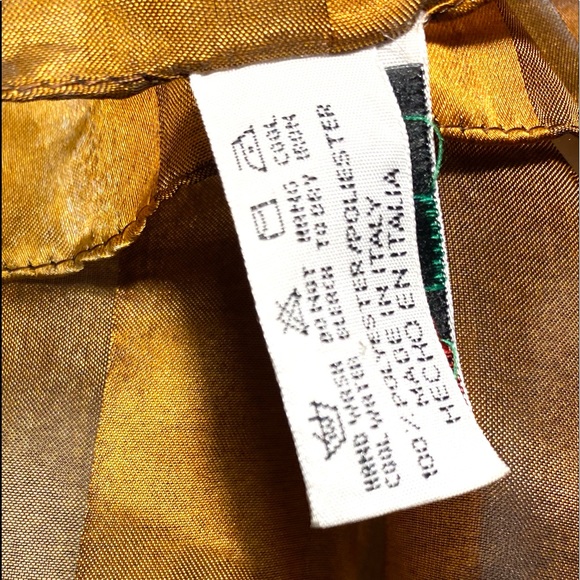 HAND WASH
COOL WATER
DO NOT
BLEACH
HANG
TO DRY
COOL
IRON
100 % POLYESTER/POLIESTER
MADE IN ITALY
HECHO EN ITALIA